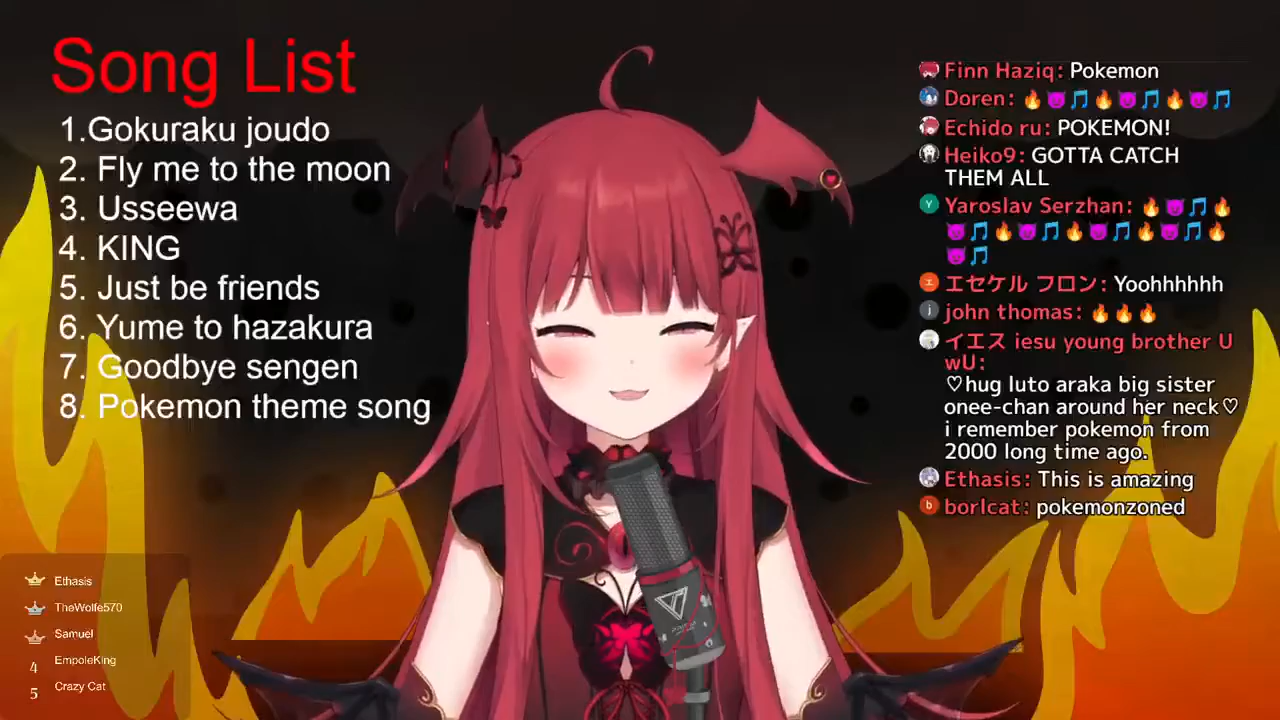 Song List
1.Gokuraku joudo
2. Fly me to the moon
3. Usseewa
4. KING
5. Just be friends
6. Yume to hazakura
7. Goodbye sengen
8. Pokemon theme song
Finn Haziq: Pokemon
Doren: 🔥😈🎵🔥😈🎵🔥😈🎵
Echido ru: POKEMON!
Heiko9: GOTTA CATCH
THEM ALL
Y Yaroslav Serzhan: 🔥😈🎵🔥
😈🎵🔥😈🎵🔥😈🎵🔥😈🎵🔥
😈🎵
エ エセケル フロン: Yoohhhhhh
j john thomas: 🔥🔥🔥
イエス iesu young brother U
wU:
♡hug luto araka big sister
onee-chan around her neck♡
i remember pokemon from
2000 long time ago.
Ethasis: This is amazing
b borlcat: pokemonzoned
Ethasis
TheWolfe570
Samuel
4 EmpoleKing
5 Crazy Cat